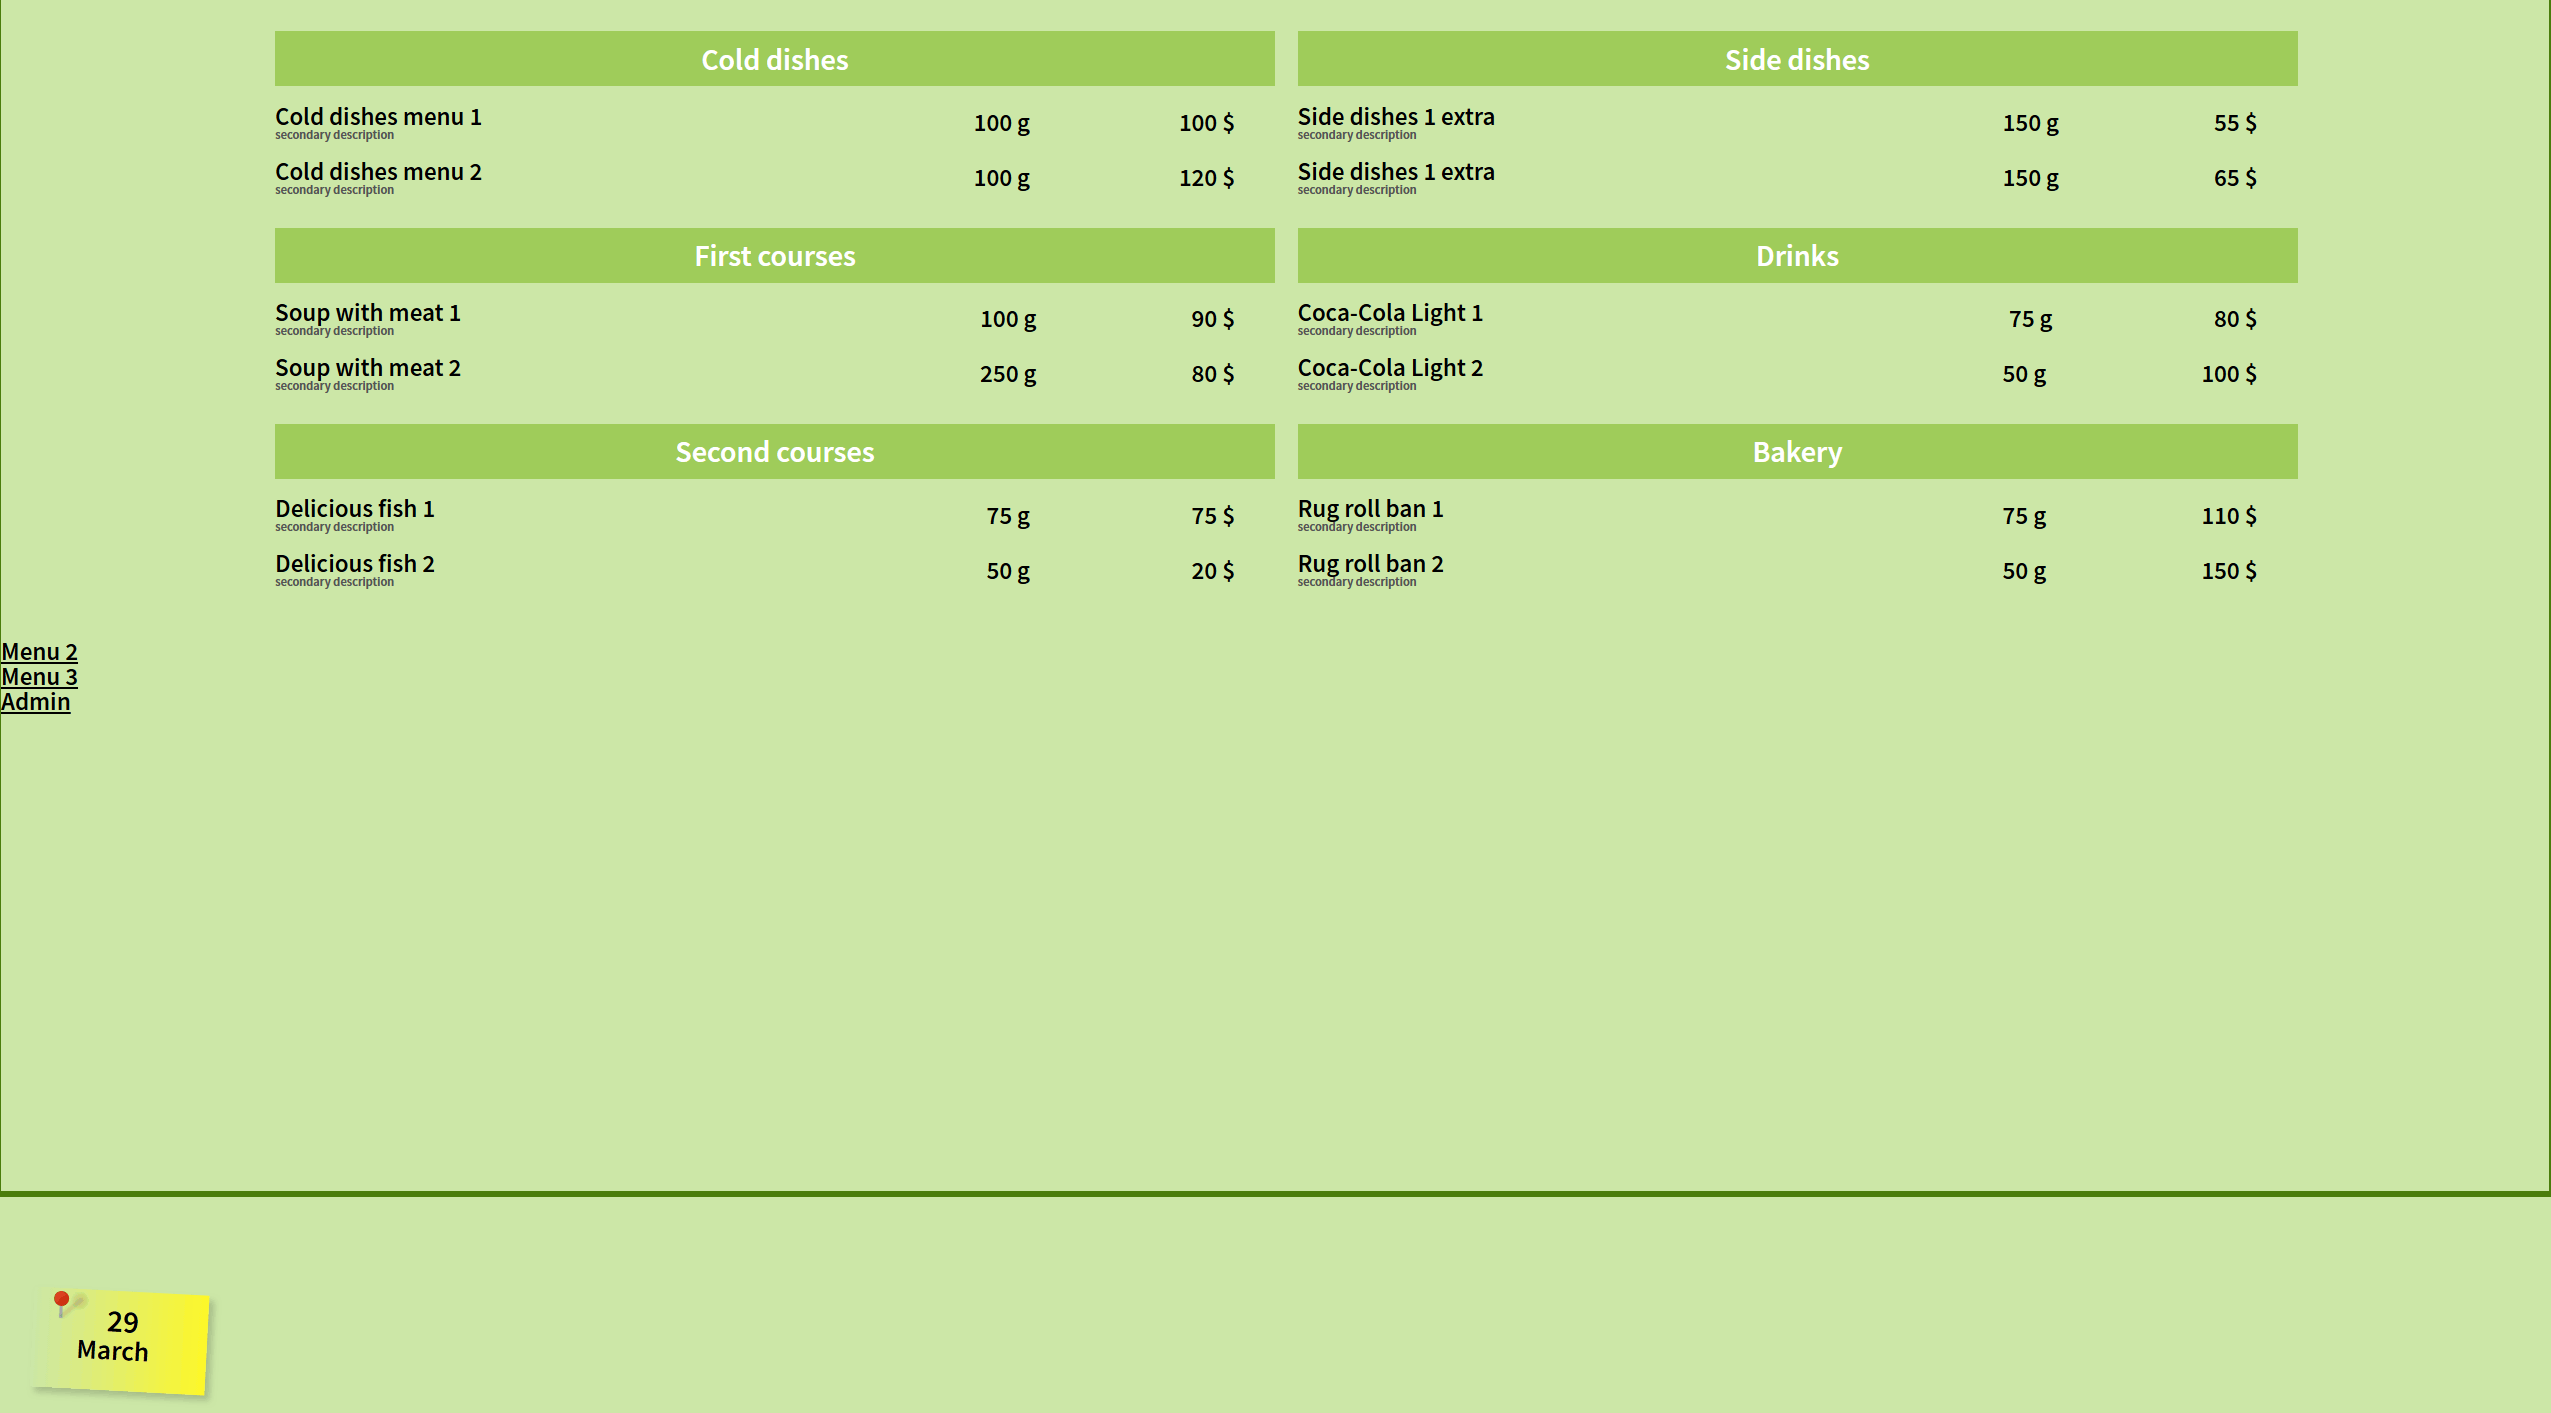 Cold dishes
Cold dishes menu 1 100 g 100 $
secondary description
Cold dishes menu 2 100 g 120 $
secondary description
First courses
Soup with meat 1 100 g 90 $
secondary description
Soup with meat 2 250 g 80 $
secondary description
Second courses
Delicious fish 1 75 g 75 $
secondary description
Delicious fish 2 50 g 20 $
secondary description
Side dishes
Side dishes 1 extra 150 g 55 $
secondary description
Side dishes 1 extra 150 g 65 $
secondary description
Drinks
Coca-Cola Light 1 75 g 80 $
secondary description
Coca-Cola Light 2 50 g 100 $
secondary description
Bakery
Rug roll ban 1 75 g 110 $
secondary description
Rug roll ban 2 50 g 150 $
secondary description
Menu 2
Menu 3
Admin
29
March